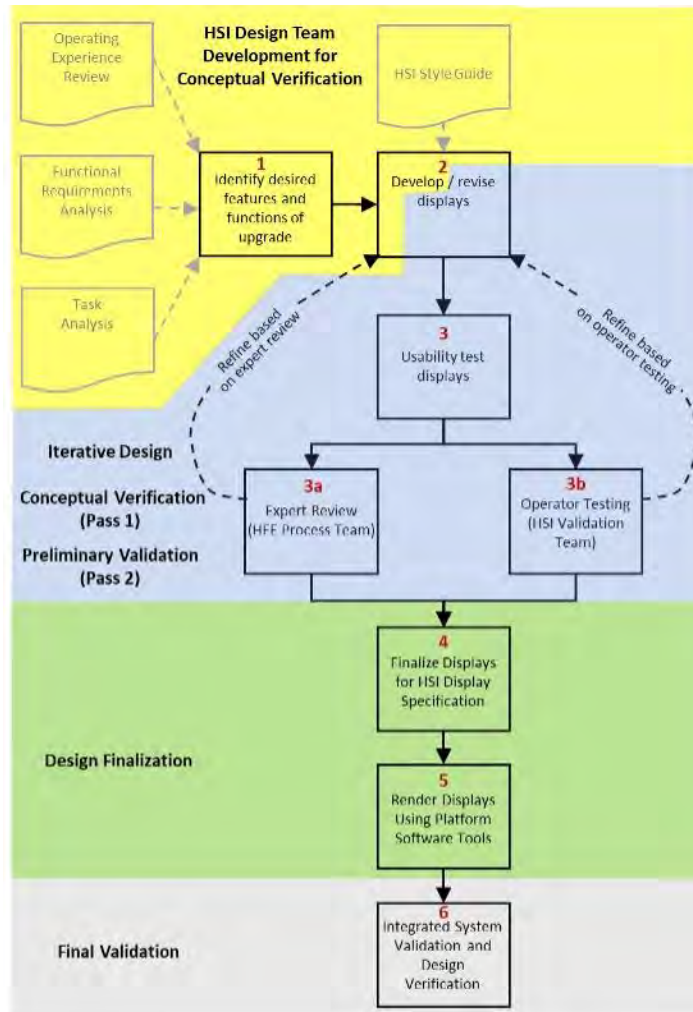 Operating
Experience
Review
HSI Design Team
Development for
Conceptual Verification
HSI Style Guide
Functional
Requirements
Analysis
1
Identify desired
features and
functions of
upgrade
2
Develop / revise
displays
Task
Analysis
Refine based
on expert review
3
Usability test
displays
Refine based
on operator testing
Iterative Design
Conceptual Verification
(Pass 1)
Preliminary Validation
(Pass 2)
3a
Expert Review
(HFE Process Team)
3b
Operator Testing
(HSI Validation
Team)
4
Finalize Displays
for HSI Display
Specification
Design Finalization
5
Render Displays
Using Platform
Software Tools
Final Validation
6
Integrated System
Validation and
Design
Verification